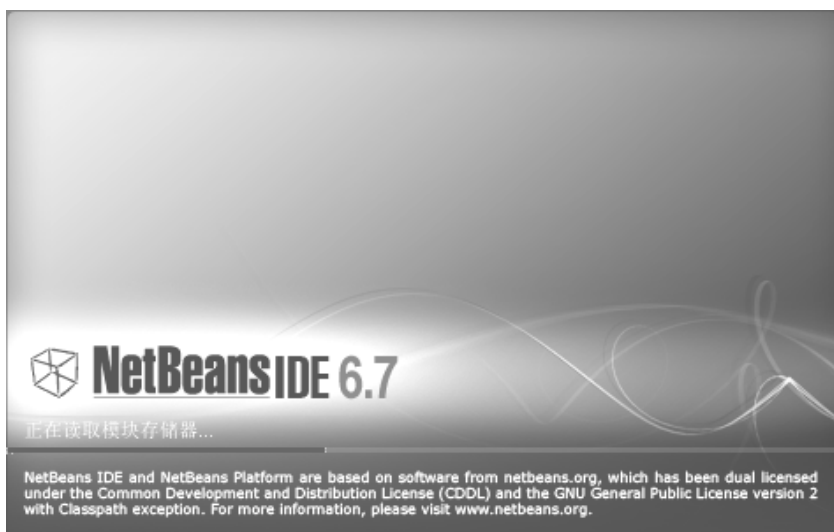 NetBeans IDE 6.7
正在读取模块存储器...
NetBeans IDE and NetBeans Platform are based on software from netbeans.org, which has been dual licensed
under the Common Development and Distribution License (CDDL) and the GNU General Public License version 2
with Classpath exception. For more information, please visit www.netbeans.org.